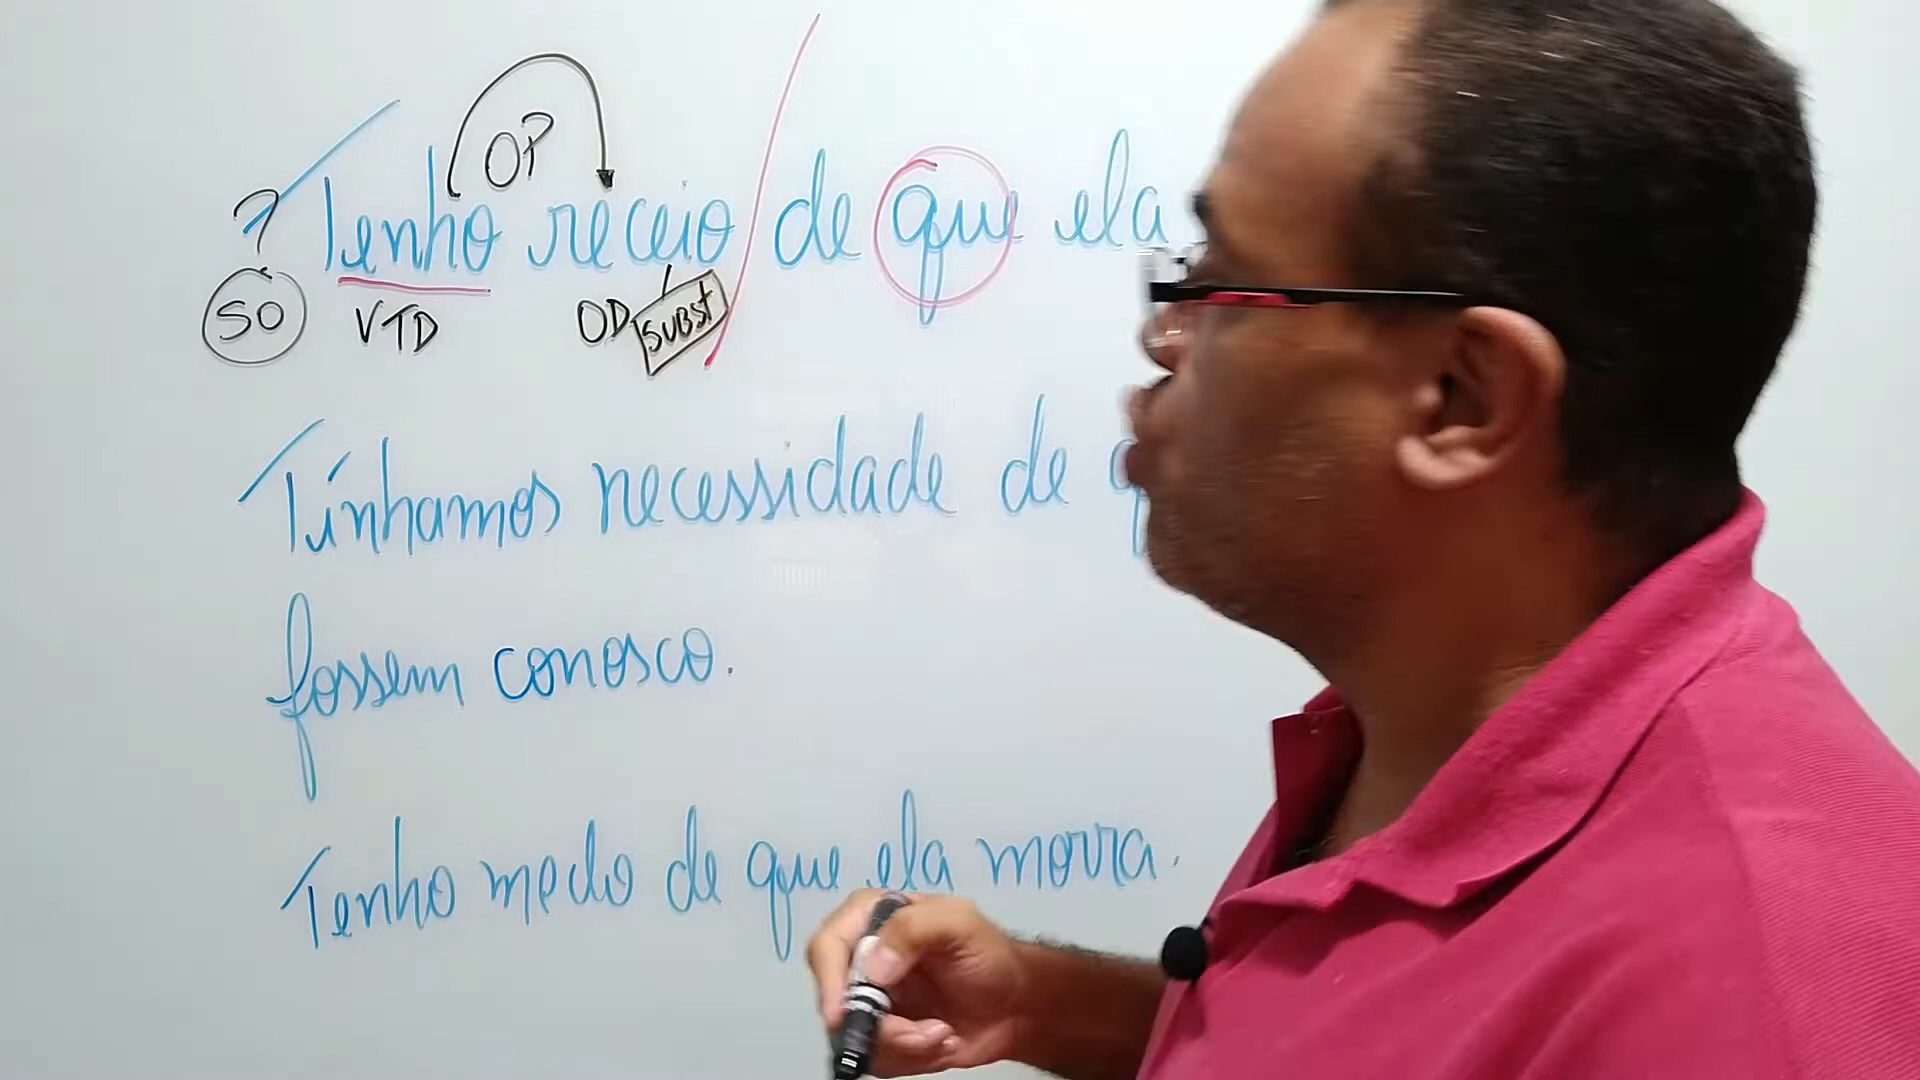 OP
? Tenho receio / de que ela
SO VTD OD SUBST
Tínhamos necessidade de
fossem conosco.
Tenho medo de que ela morra.